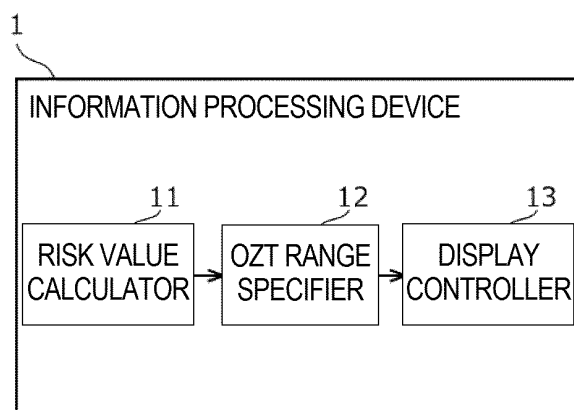 1
INFORMATION PROCESSING DEVICE
11
12
13
RISK VALUE
CALCULATOR
OZT RANGE
SPECIFIER
DISPLAY
CONTROLLER